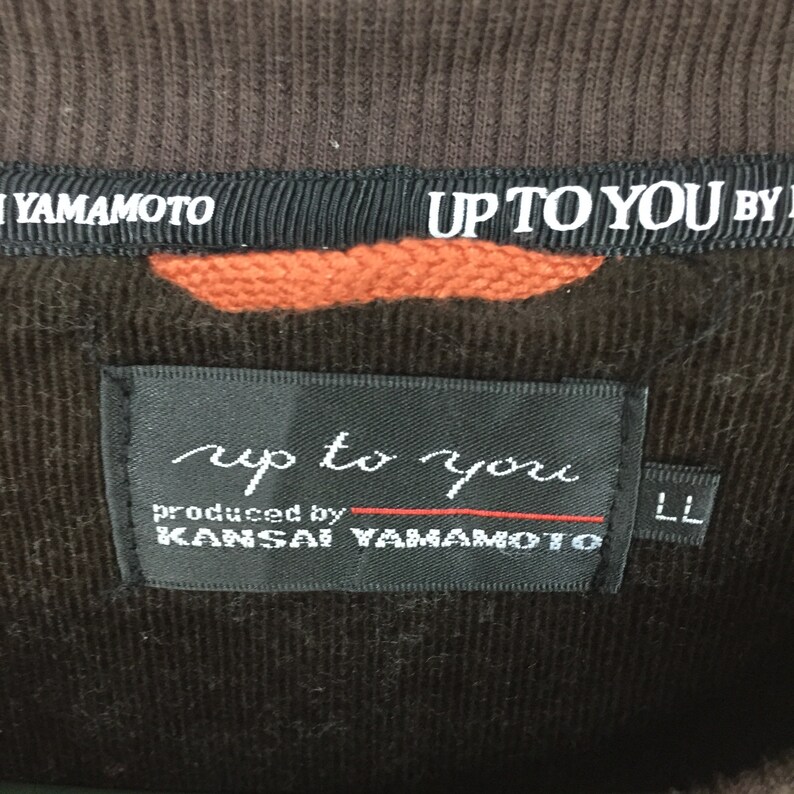 YAMAMOTO UP TO YOU BY
up to you
produced by
KANSAI YAMAMOTO
LL